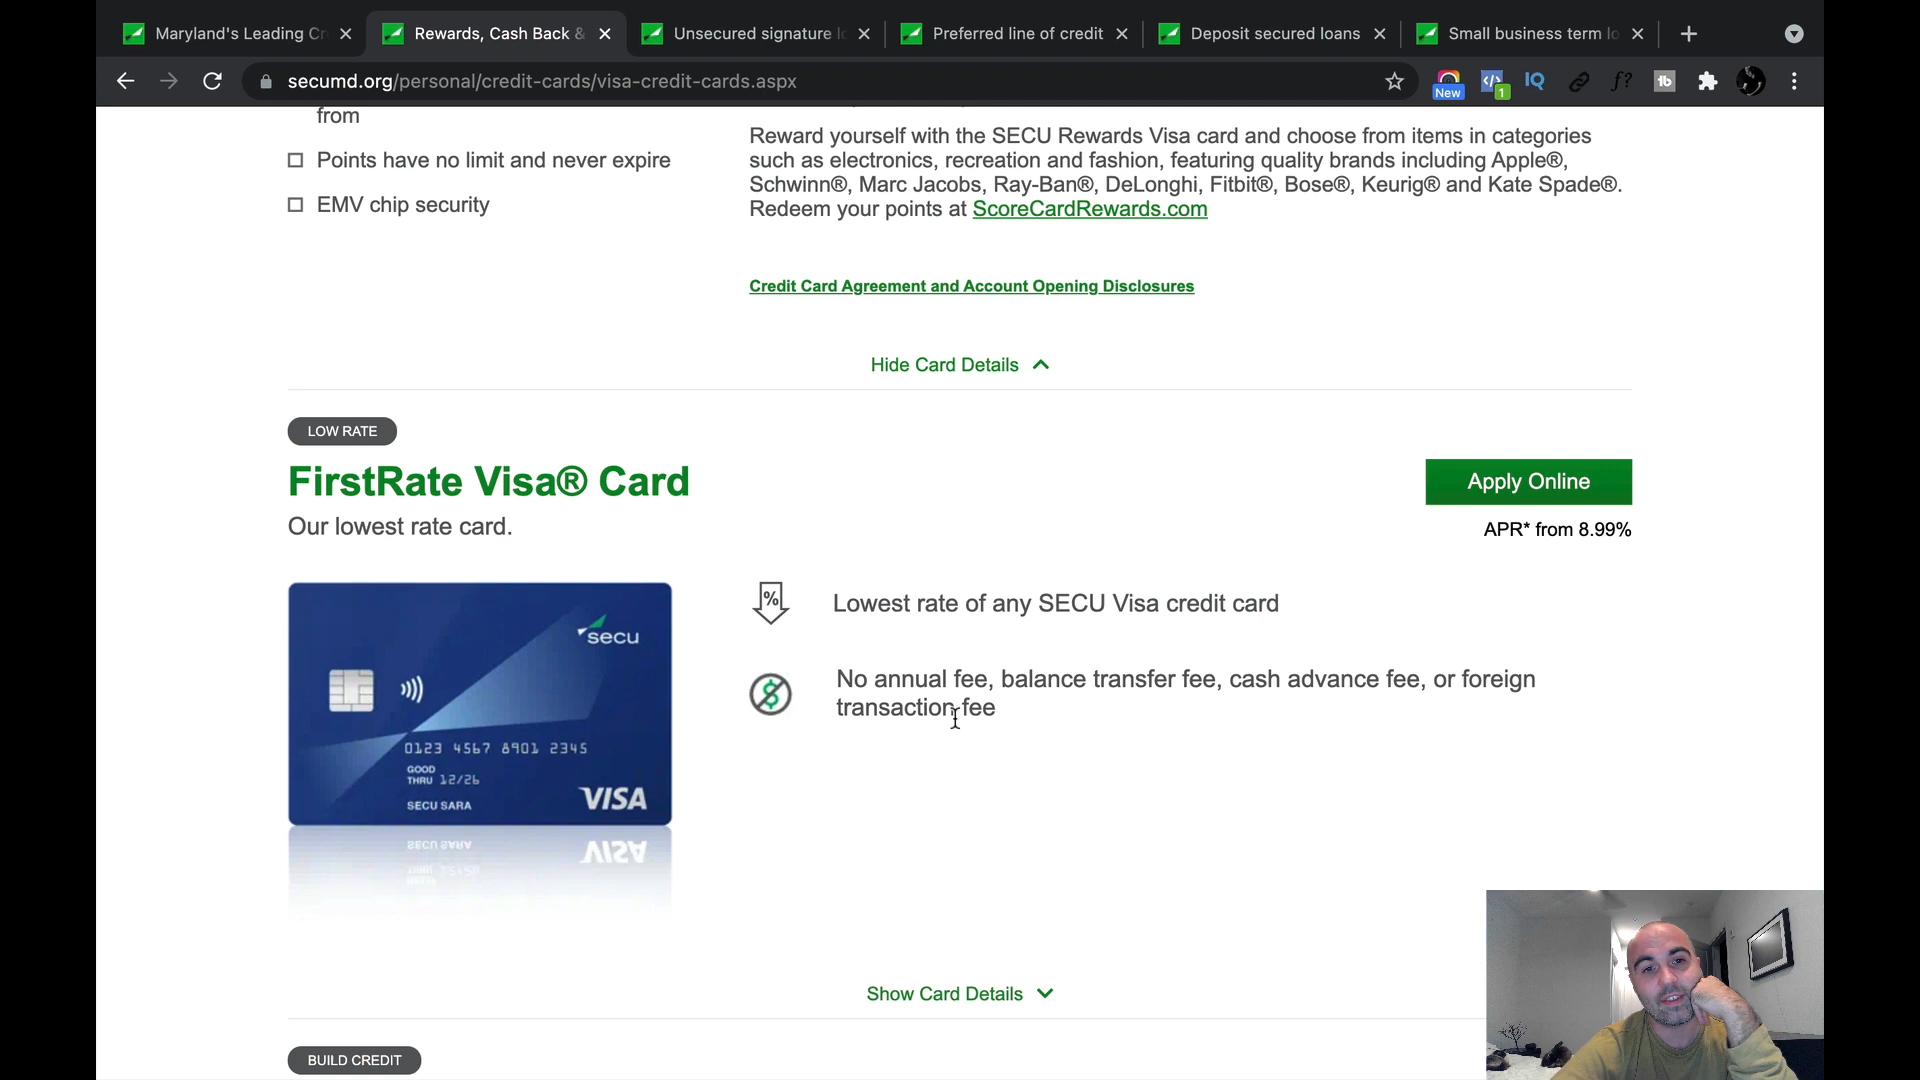 Maryland's Leading Cr
Rewards, Cash Back &
Unsecured signature lo
Preferred line of credit
Deposit secured loans
Small business term lo
secumd.org/personal/credit-cards/visa-credit-cards.aspx
New
1
IQ
f?
tb
from
Points have no limit and never expire
EMV chip security
Reward yourself with the SECU Rewards Visa card and choose from items in categories
such as electronics, recreation and fashion, featuring quality brands including Apple®,
Schwinn®, Marc Jacobs, Ray-Ban®, DeLonghi, Fitbit®, Bose®, Keurig® and Kate Spade®.
Redeem your points at ScoreCardRewards.com
Credit Card Agreement and Account Opening Disclosures
Hide Card Details
LOW RATE
FirstRate Visa® Card
Our lowest rate card.
Apply Online
APR* from 8.99%
secu
0123 4567 8901 2345
GOOD
THRU 12/26
SECU SARA
VISA
%
Lowest rate of any SECU Visa credit card
$
No annual fee, balance transfer fee, cash advance fee, or foreign
transaction fee
Show Card Details
BUILD CREDIT